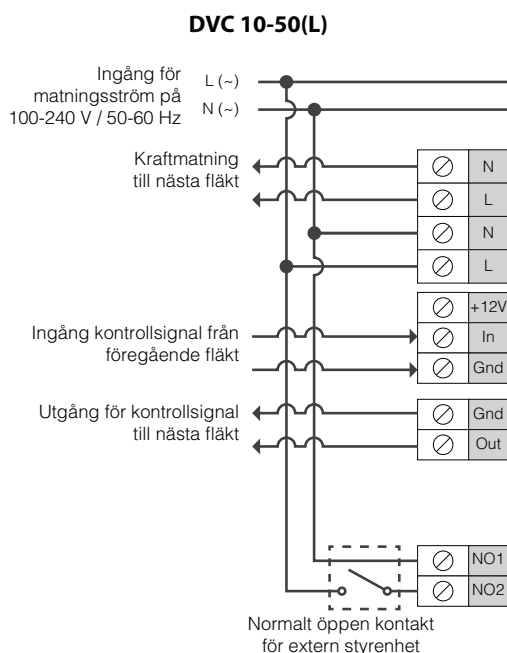 DVC 10-50(L)
Ingång för
matningsström på
100-240 V / 50-60 Hz
L (~)
N (~)
Kraftmatning
till nästa fläkt
N
L
N
L
+12V
Ingång kontrollsignal från
föregående fläkt
In
Gnd
Utgång för kontrollsignal
till nästa fläkt
Gnd
Out
NO1
NO2
Normalt öppen kontakt
för extern styrenhet